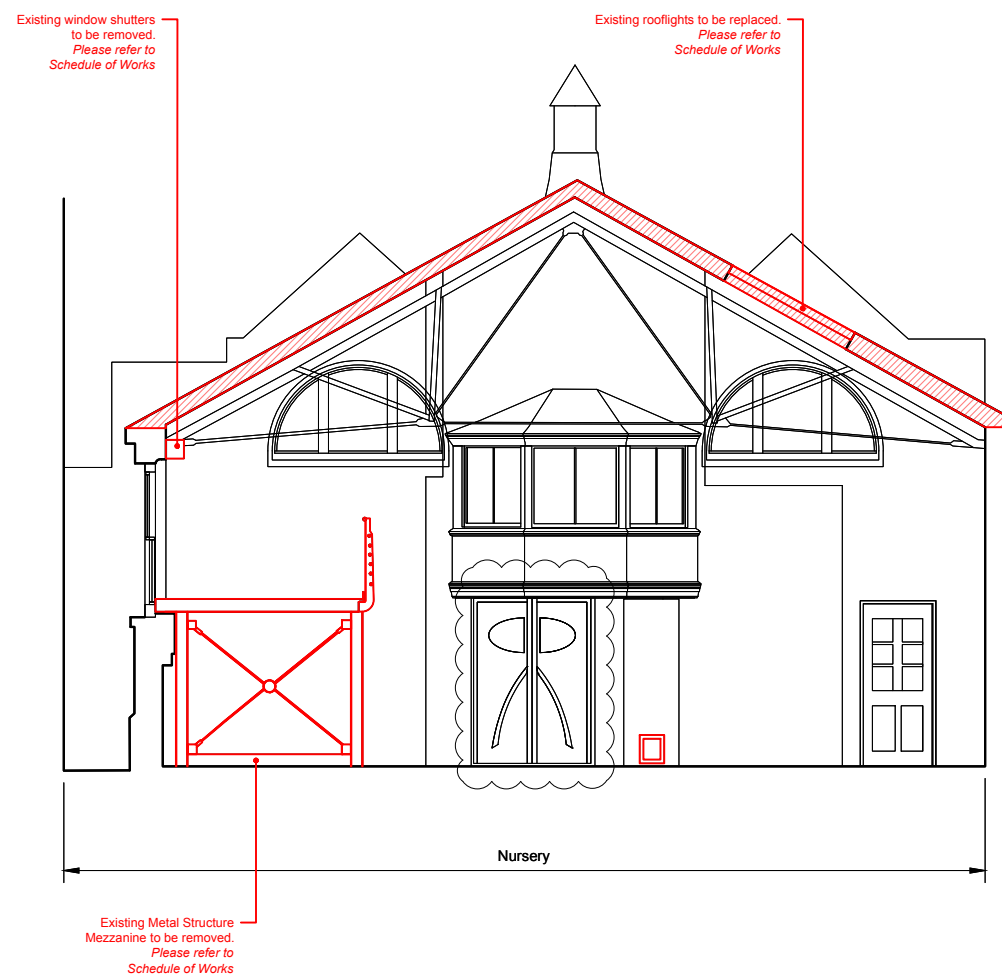 Existing window shutters
to be removed.
Please refer to
Schedule of Works
Existing rooflights to be replaced.
Please refer to
Schedule of Works
Nursery
Existing Metal Structure
Mezzanine to be removed.
Please refer to
Schedule of Works